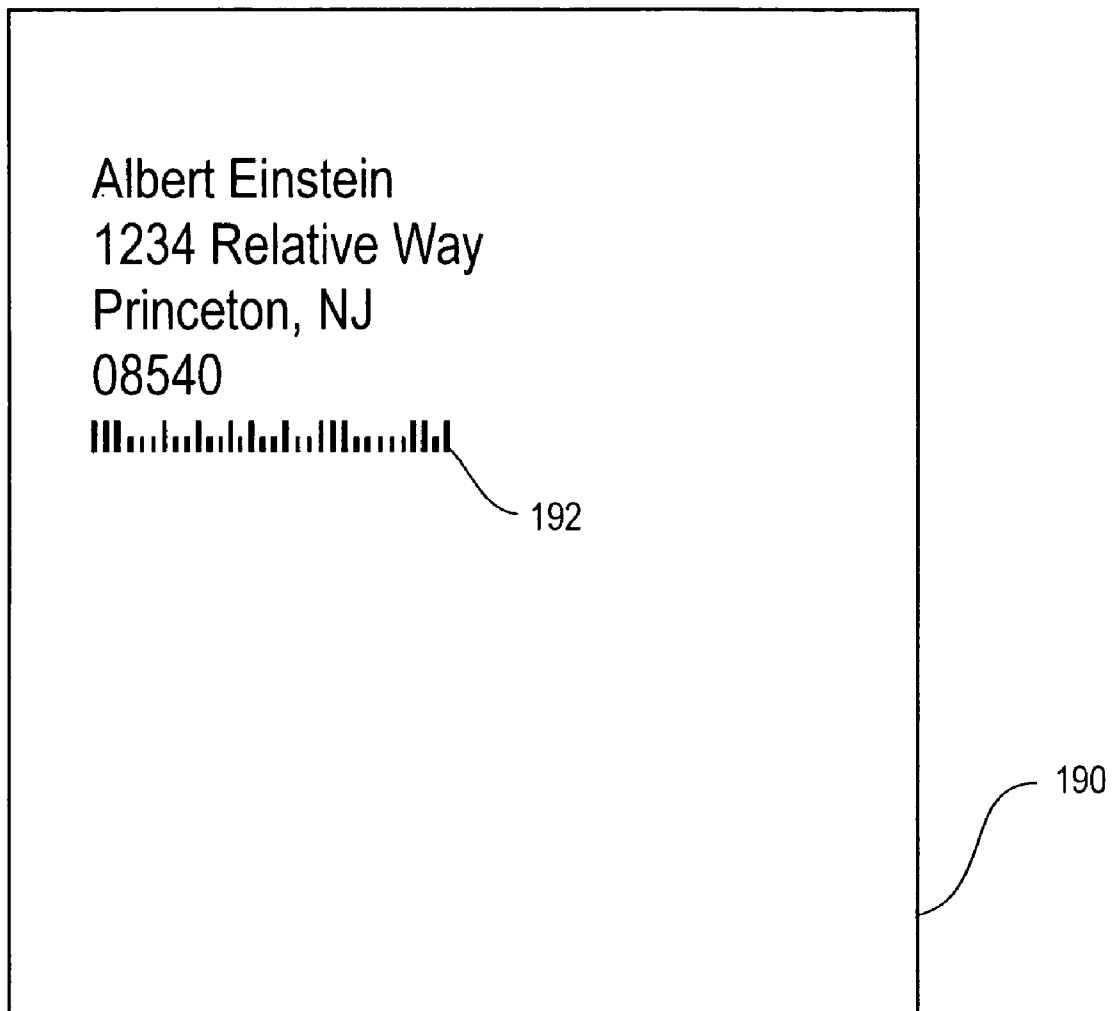 Albert Einstein
1234 Relative Way
Princeton, NJ
08540
192
190